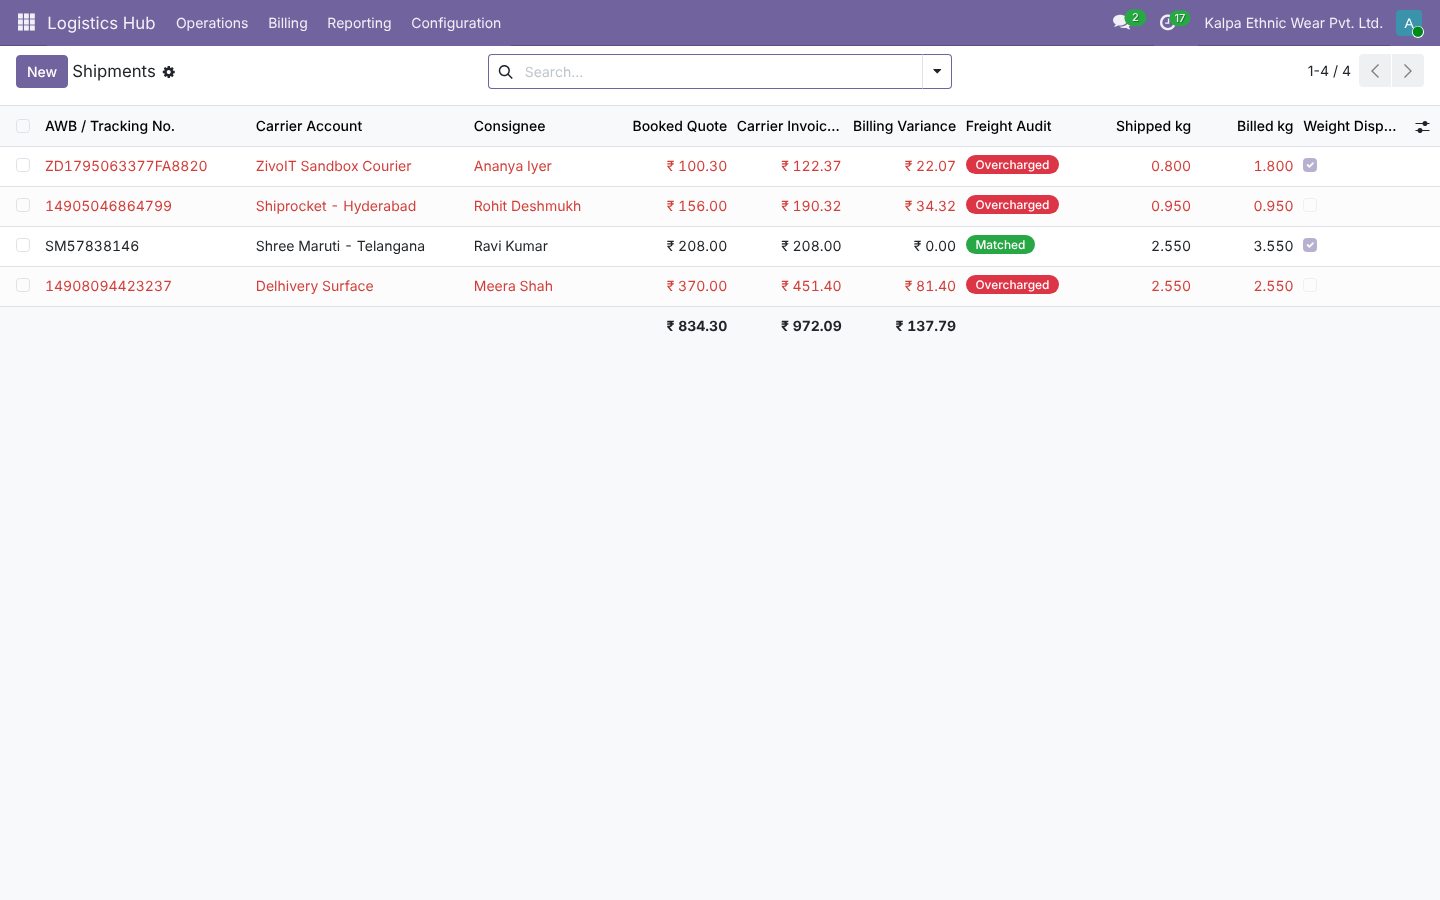 Logistics Hub Operations Billing Reporting Configuration 2 17 Kalpa Ethnic Wear Pvt. Ltd. A
New Shipments Search... 1-4 / 4
AWB / Tracking No. Carrier Account Consignee Booked Quote Carrier Invoic... Billing Variance Freight Audit Shipped kg Billed kg Weight Disp...
ZD1795063377FA8820 ZivoIT Sandbox Courier Ananya Iyer ₹ 100.30 ₹ 122.37 ₹ 22.07 Overcharged 0.800 1.800
14905046864799 Shiprocket - Hyderabad Rohit Deshmukh ₹ 156.00 ₹ 190.32 ₹ 34.32 Overcharged 0.950 0.950
SM57838146 Shree Maruti - Telangana Ravi Kumar ₹ 208.00 ₹ 208.00 ₹ 0.00 Matched 2.550 3.550
14908094423237 Delhivery Surface Meera Shah ₹ 370.00 ₹ 451.40 ₹ 81.40 Overcharged 2.550 2.550
₹ 834.30 ₹ 972.09 ₹ 137.79